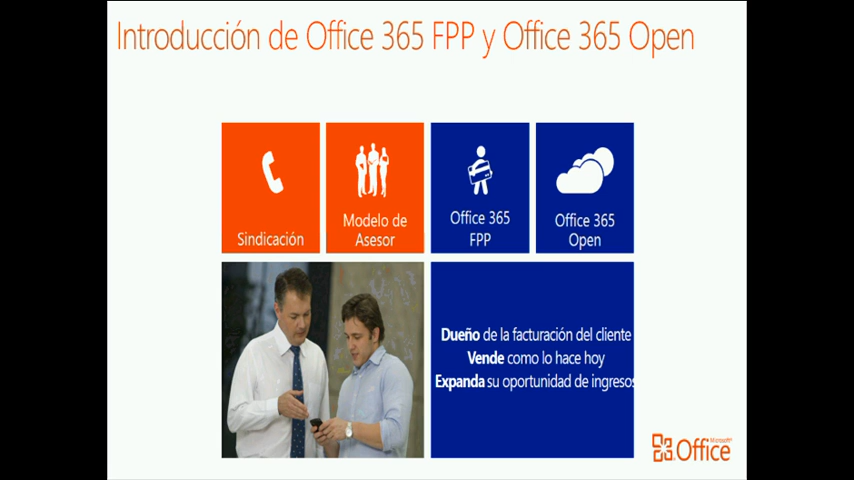 Introducción de Office 365 FPP y Office 365 Open
Sindicación
Modelo de
Asesor
Office 365
FPP
Office 365
Open
Dueño de la facturación del cliente
Vende como lo hace hoy
Expanda su oportunidad de ingresos
Microsoft®
Office